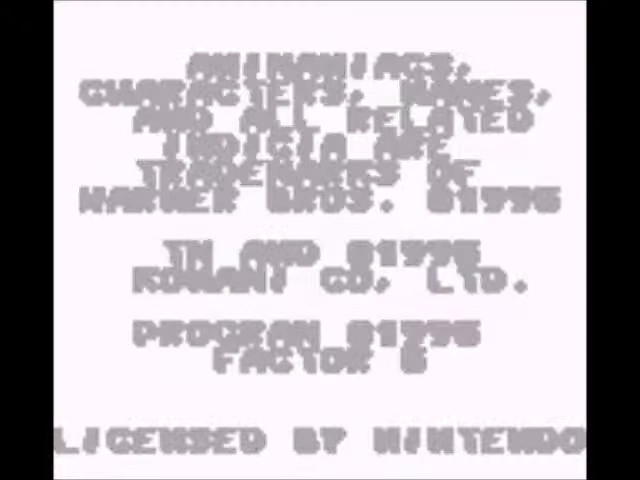 ANIMANIACS,
CHARACTERS, NAMES,
AND ALL RELATED
INDICIA ARE
TRADEMARKS OF
WARNER BROS. ©1995
TM AND ©1995
KONAMI CO, LTD.
PROGRAM ©1995
FACTOR 5
LICENSED BY NINTENDO